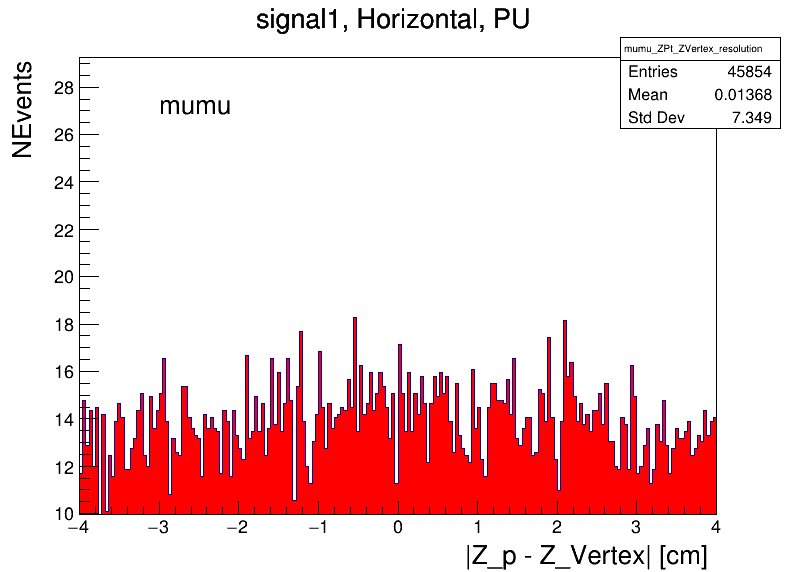 signal1, Horizontal, PU
mumu_ZPt_ZVertex_resolution
Entries 45854
Mean 0.01368
Std Dev 7.349
NEvents
mumu
28
26
24
22
20
18
16
14
12
10
−4 −3 −2 −1 0 1 2 3 4
|Z_p - Z_Vertex| [cm]